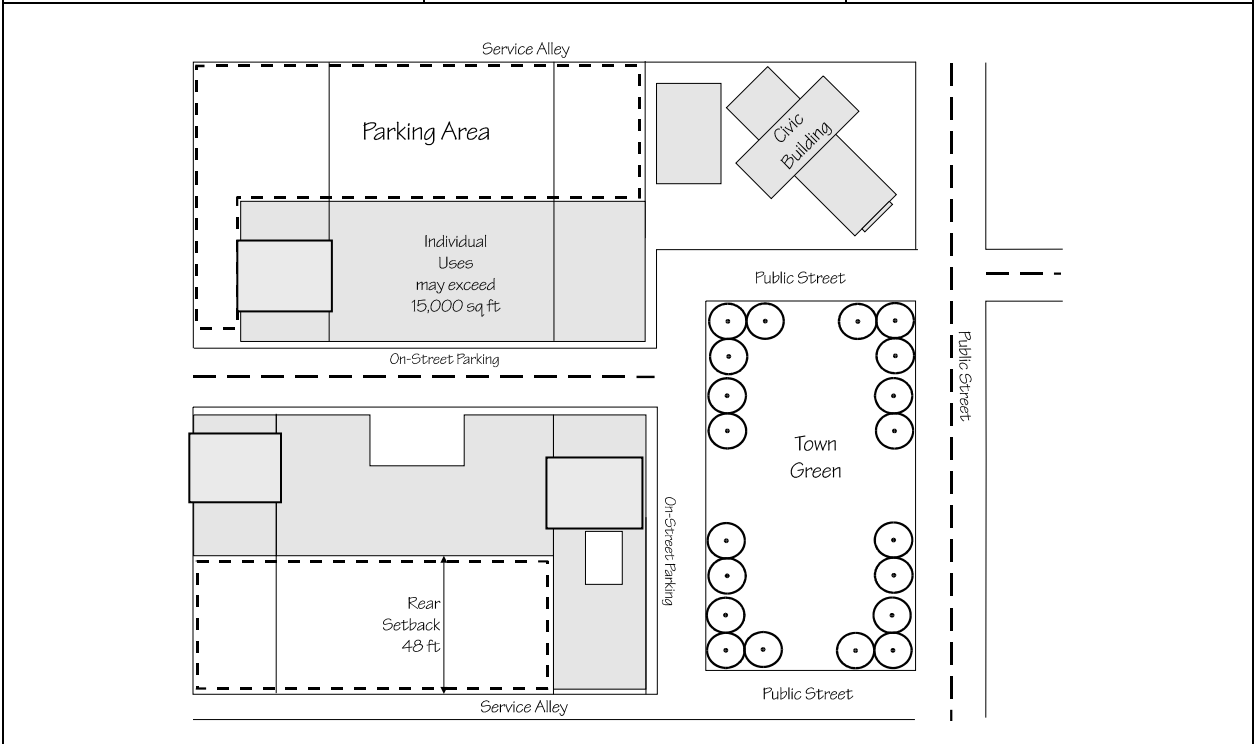 Service Alley
Parking Area
Civic
Building
Individual
Uses
may exceed
15,000 sq ft
Public Street
On-Street Parking
Public Street
Town
Green
On-Street Parking
Rear
Setback
48 ft
Public Street
Service Alley